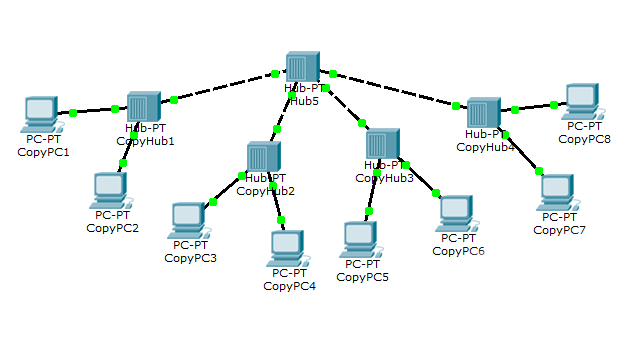 Hub-PT
Hub5
PC-PT
CopyPC1
Hub-PT
CopyHub1
Hub-PT
CopyHub4
PC-PT
CopyPC8
PC-PT
CopyPC2
Hub-PT
CopyHub2
Hub-PT
CopyHub3
PC-PT
CopyPC7
PC-PT
CopyPC3
PC-PT
CopyPC4
PC-PT
CopyPC5
PC-PT
CopyPC6